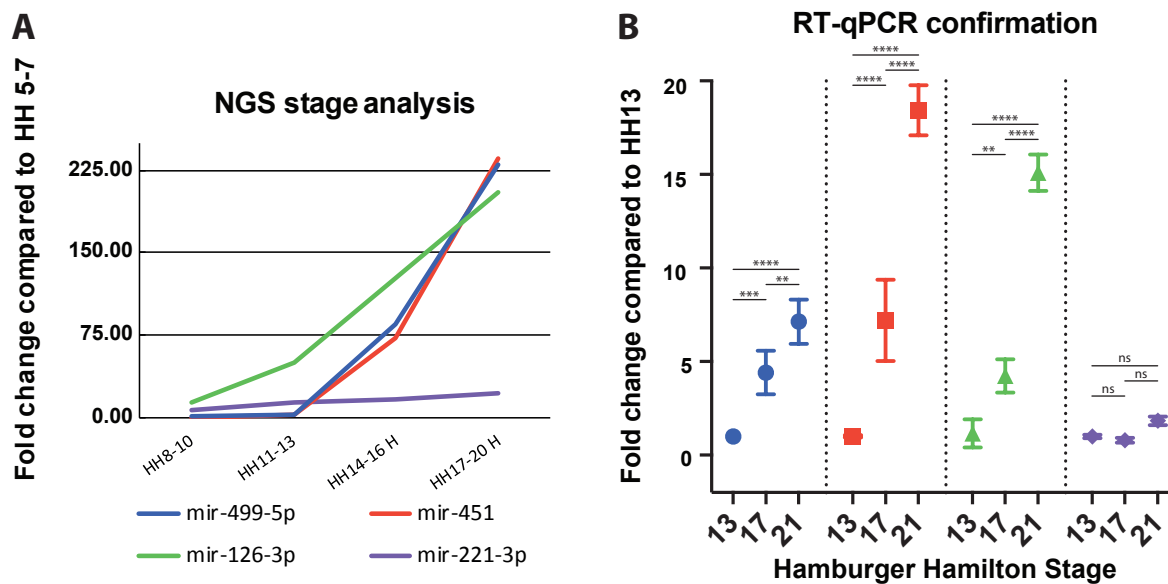 A
NGS stage analysis
Fold change compared to HH 5-7
225.00
150.00
75.00
0.00
HH8-10
HH11-13
HH14-16 H
HH17-20 H
mir-499-5p
mir-451
mir-126-3p
mir-221-3p
B
RT-qPCR confirmation
Fold change compared to HH13
20
15
10
5
0
****
***
**
****
****
****
****
**
****
ns
ns
ns
13 17 21 13 17 21 13 17 21 13 17 21
Hamburger Hamilton Stage